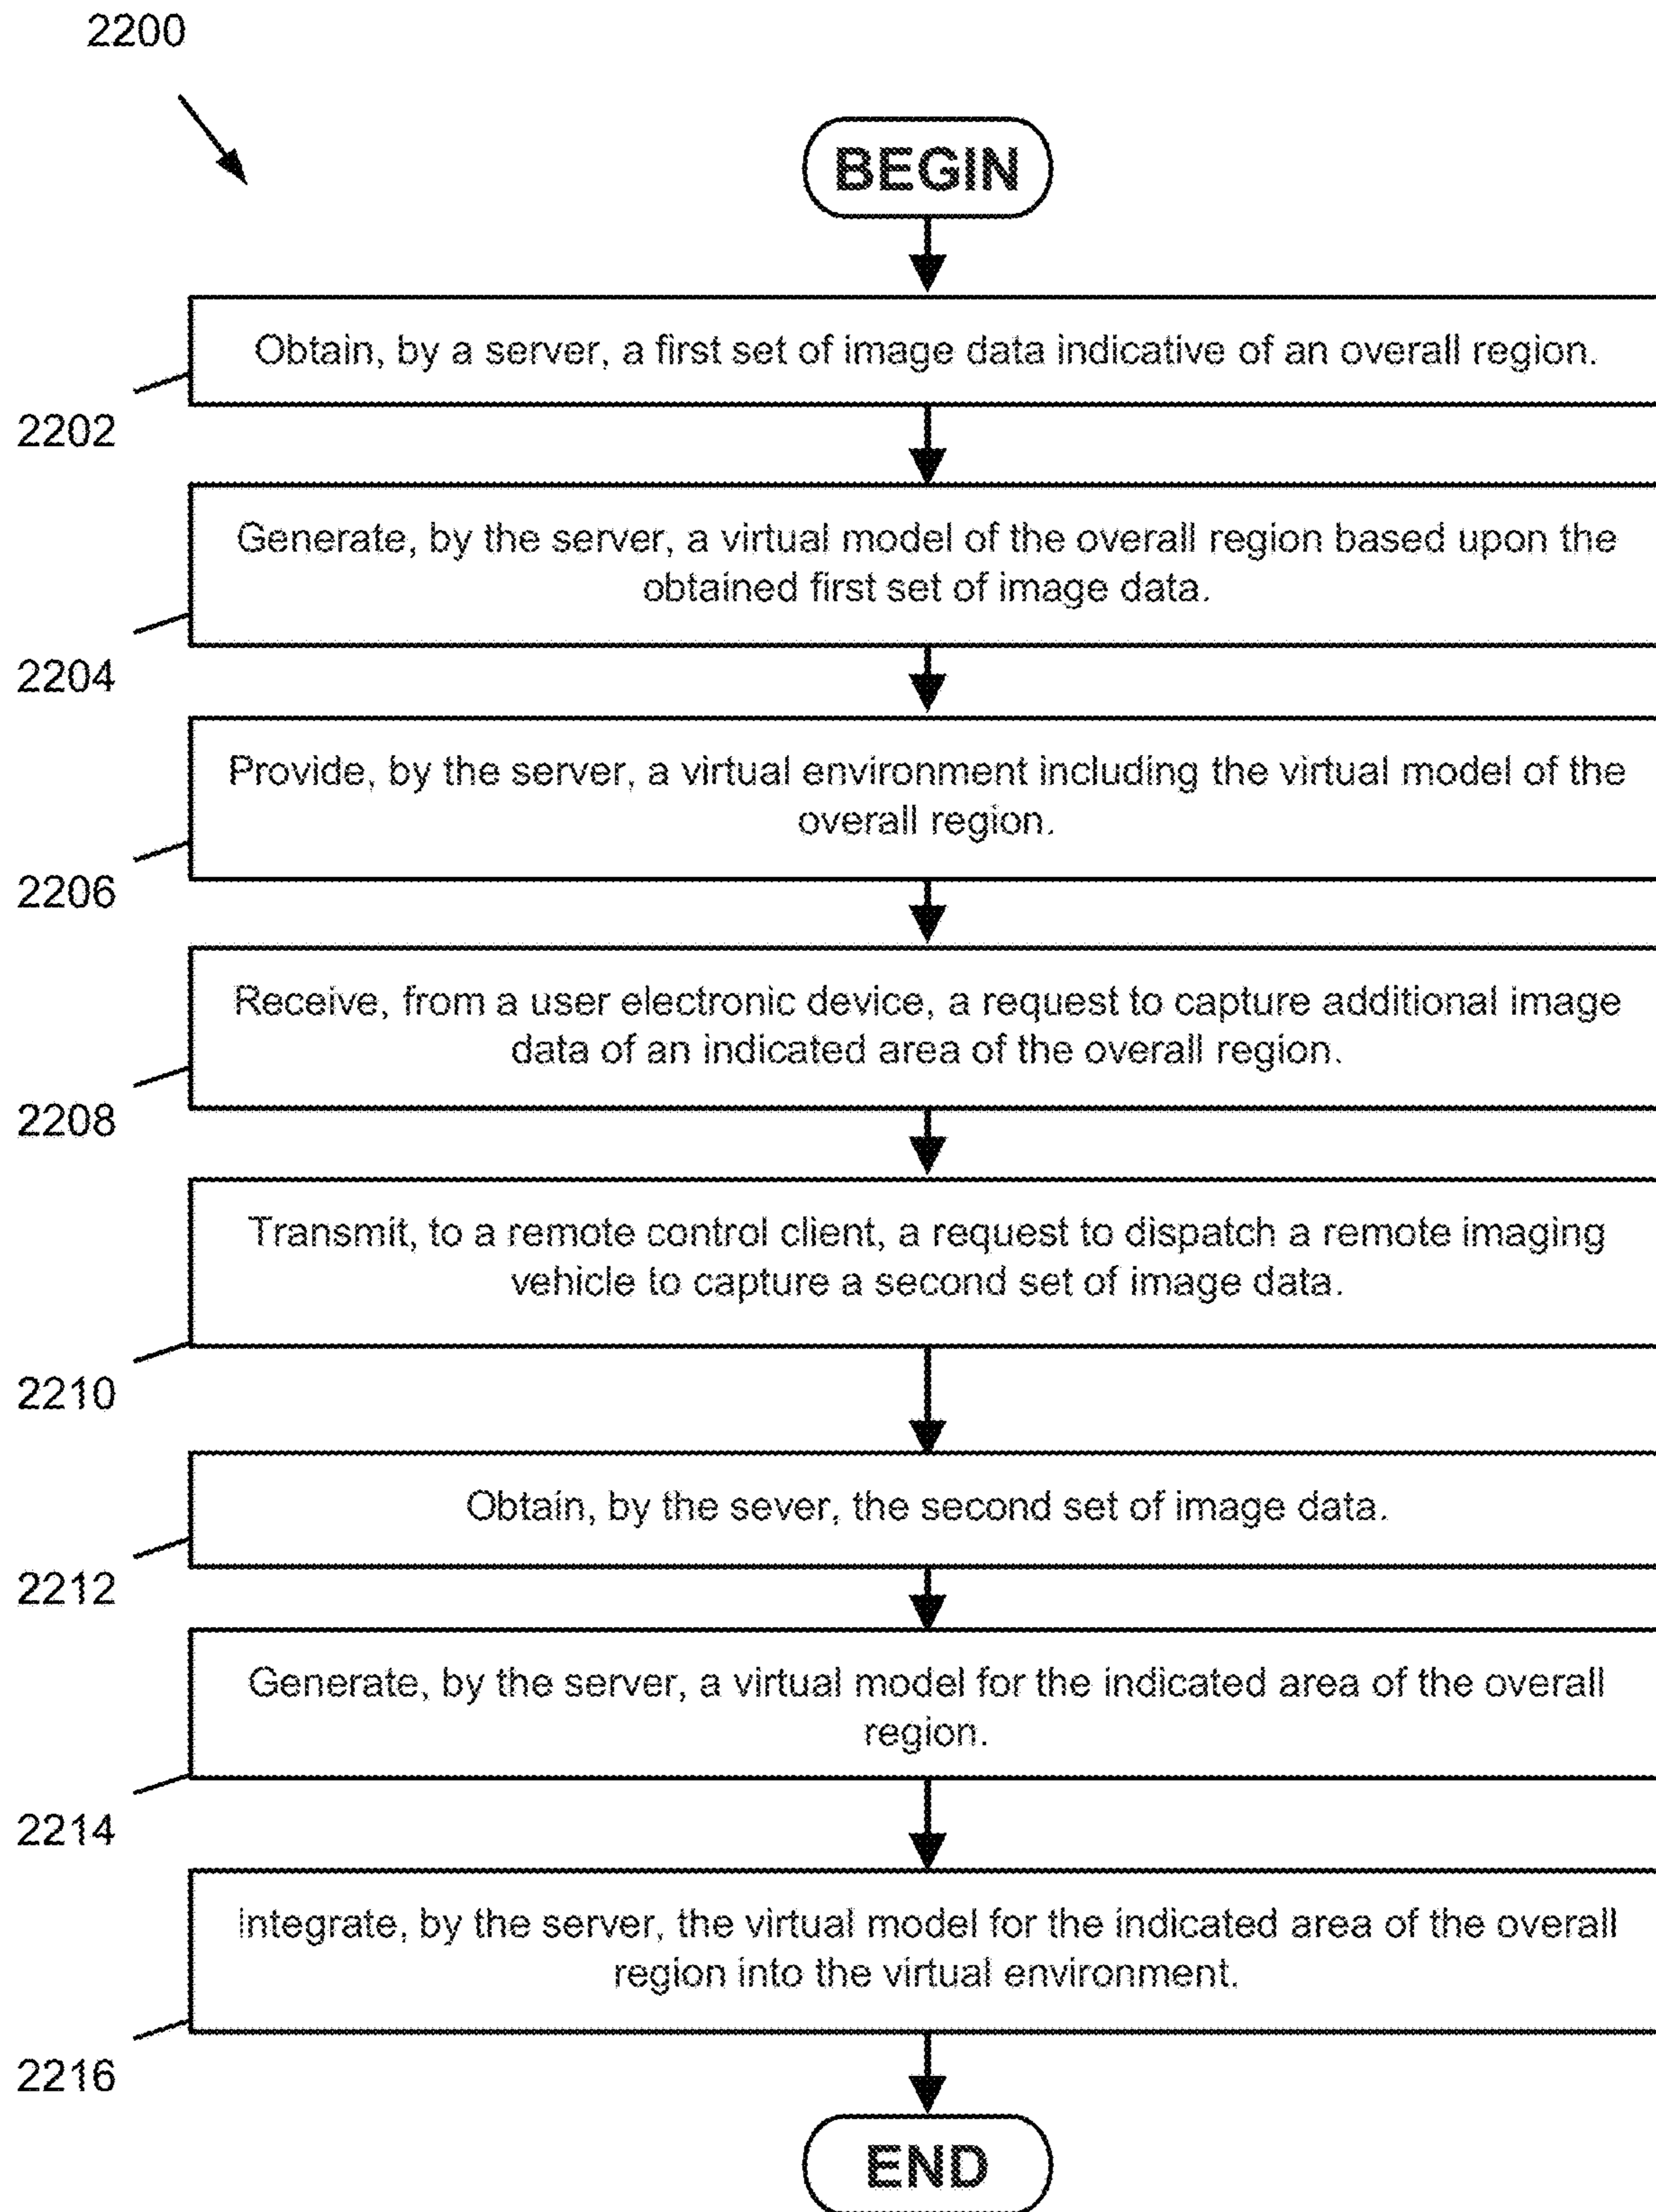 2200
BEGIN
Obtain, by a server, a first set of image data indicative of an overall region.
2202
Generate, by the server, a virtual model of the overall region based upon the
obtained first set of image data.
2204
Provide, by the server, a virtual environment including the virtual model of the
overall region.
2206
Receive, from a user electronic device, a request to capture additional image
data of an indicated area of the overall region.
2208
Transmit, to a remote control client, a request to dispatch a remote imaging
vehicle to capture a second set of image data.
2210
Obtain, by the sever, the second set of image data.
2212
Generate, by the server, a virtual model for the indicated area of the overall
region.
2214
Integrate, by the server, the virtual model for the indicated area of the overall
region into the virtual environment.
2216
END